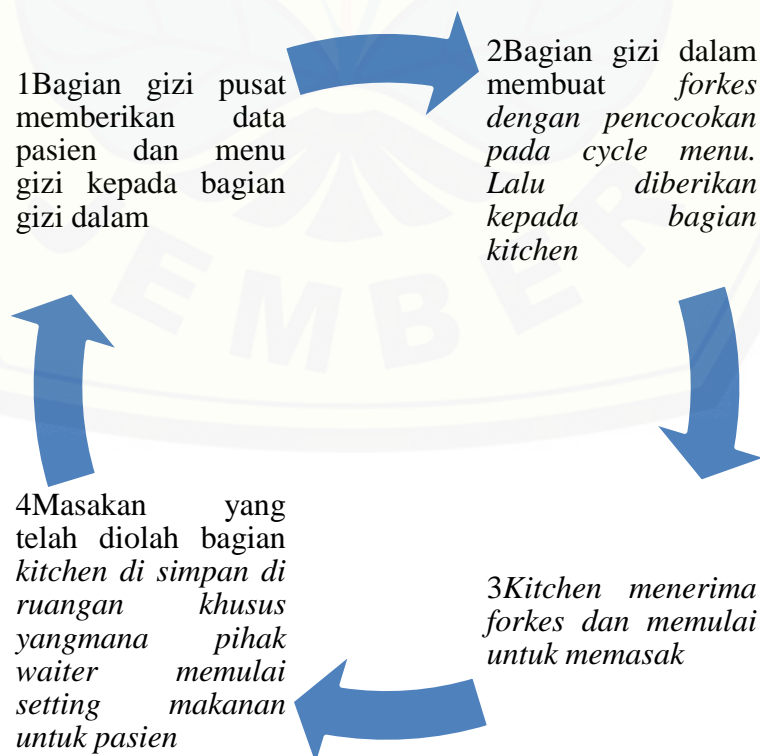 1Bagian gizi pusat
memberikan data
pasien dan menu
gizi kepada bagian
gizi dalam
2Bagian gizi dalam
membuat forkes
dengan pencocokan
pada cycle menu.
Lalu diberikan
kepada bagian
kitchen
3Kitchen menerima
forkes dan memulai
untuk memasak
4Masakan yang
telah diolah bagian
kitchen di simpan di
ruangan khusus
yangmana pihak
waiter memulai
setting makanan
untuk pasien
JEMBER